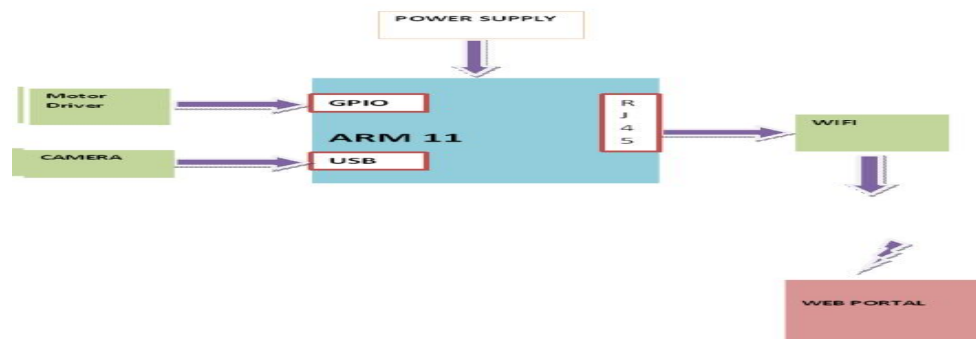 POWER SUPPLY
Motor
Driver
GPIO
ARM 11
CAMERA
USB
R
J
4
5
WIFI
WEB PORTAL